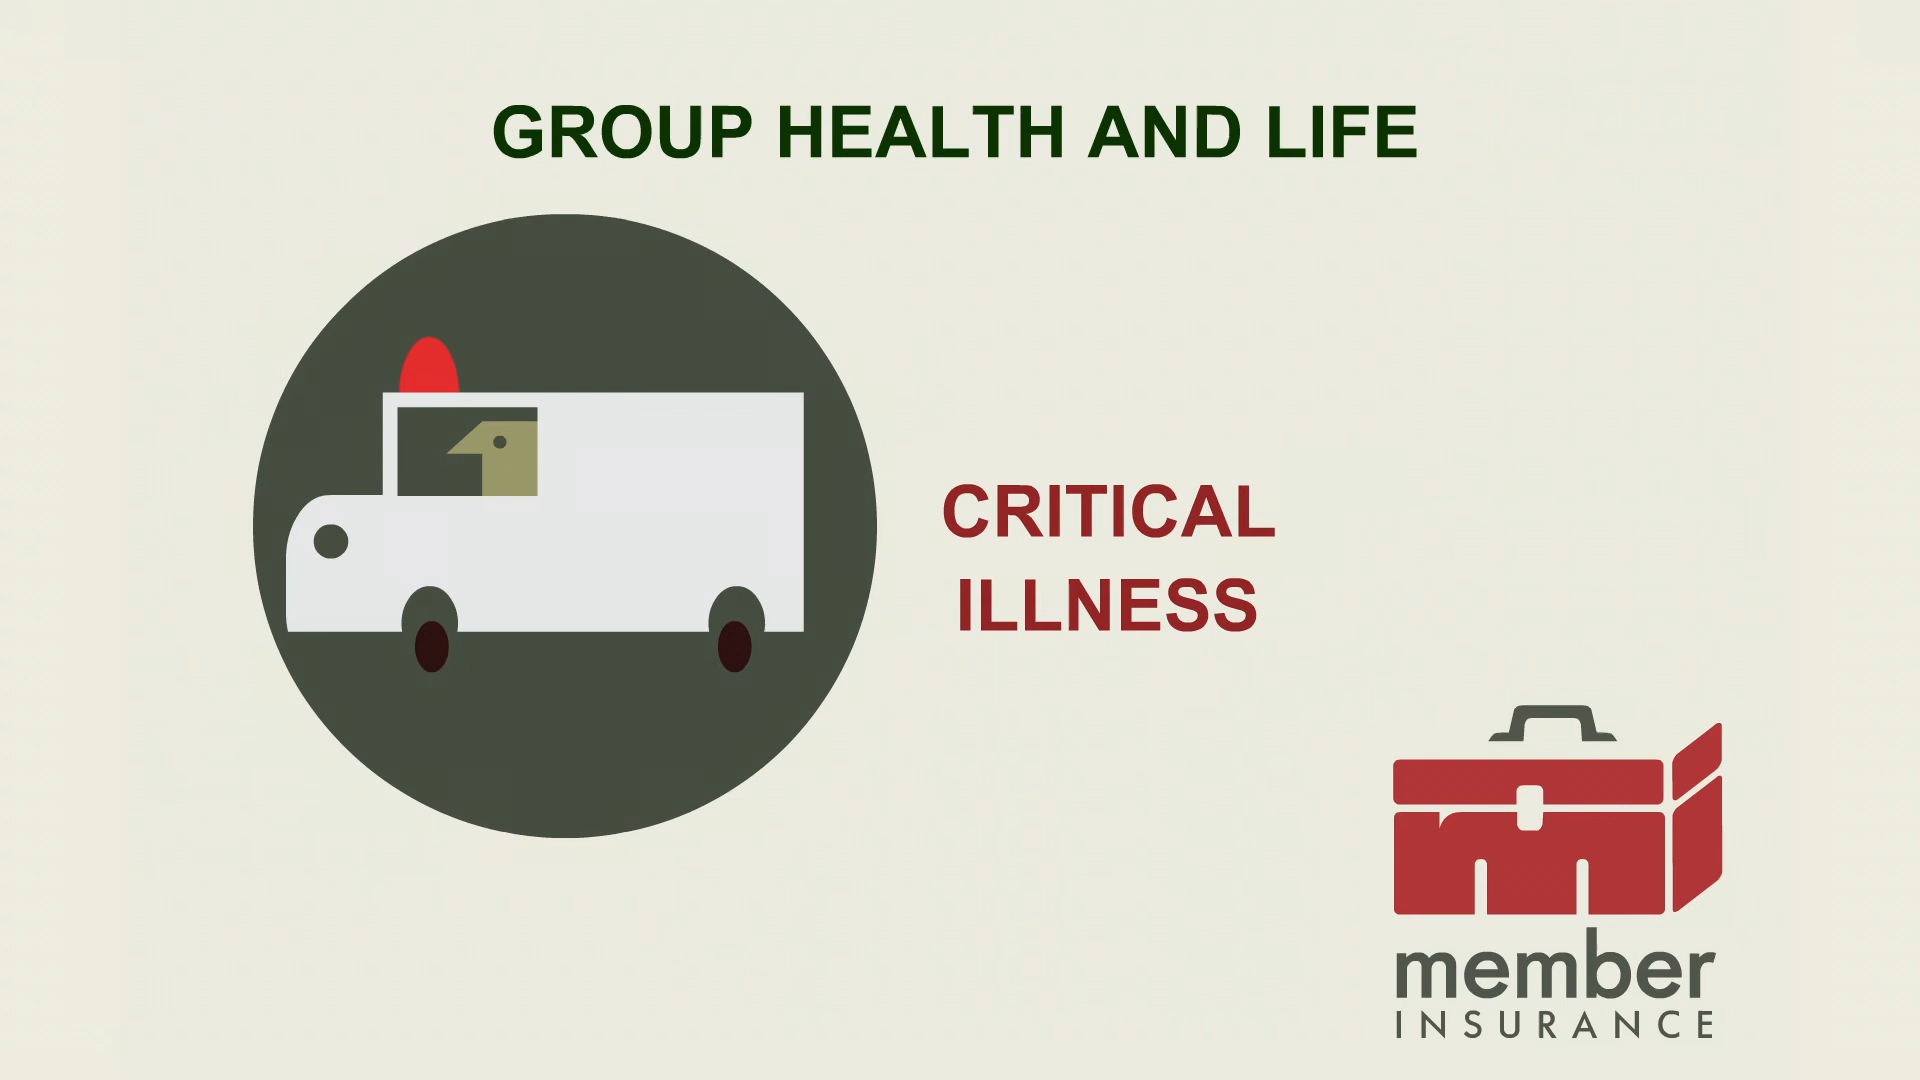 GROUP HEALTH AND LIFE
CRITICAL
ILLNESS
member
INSURANCE